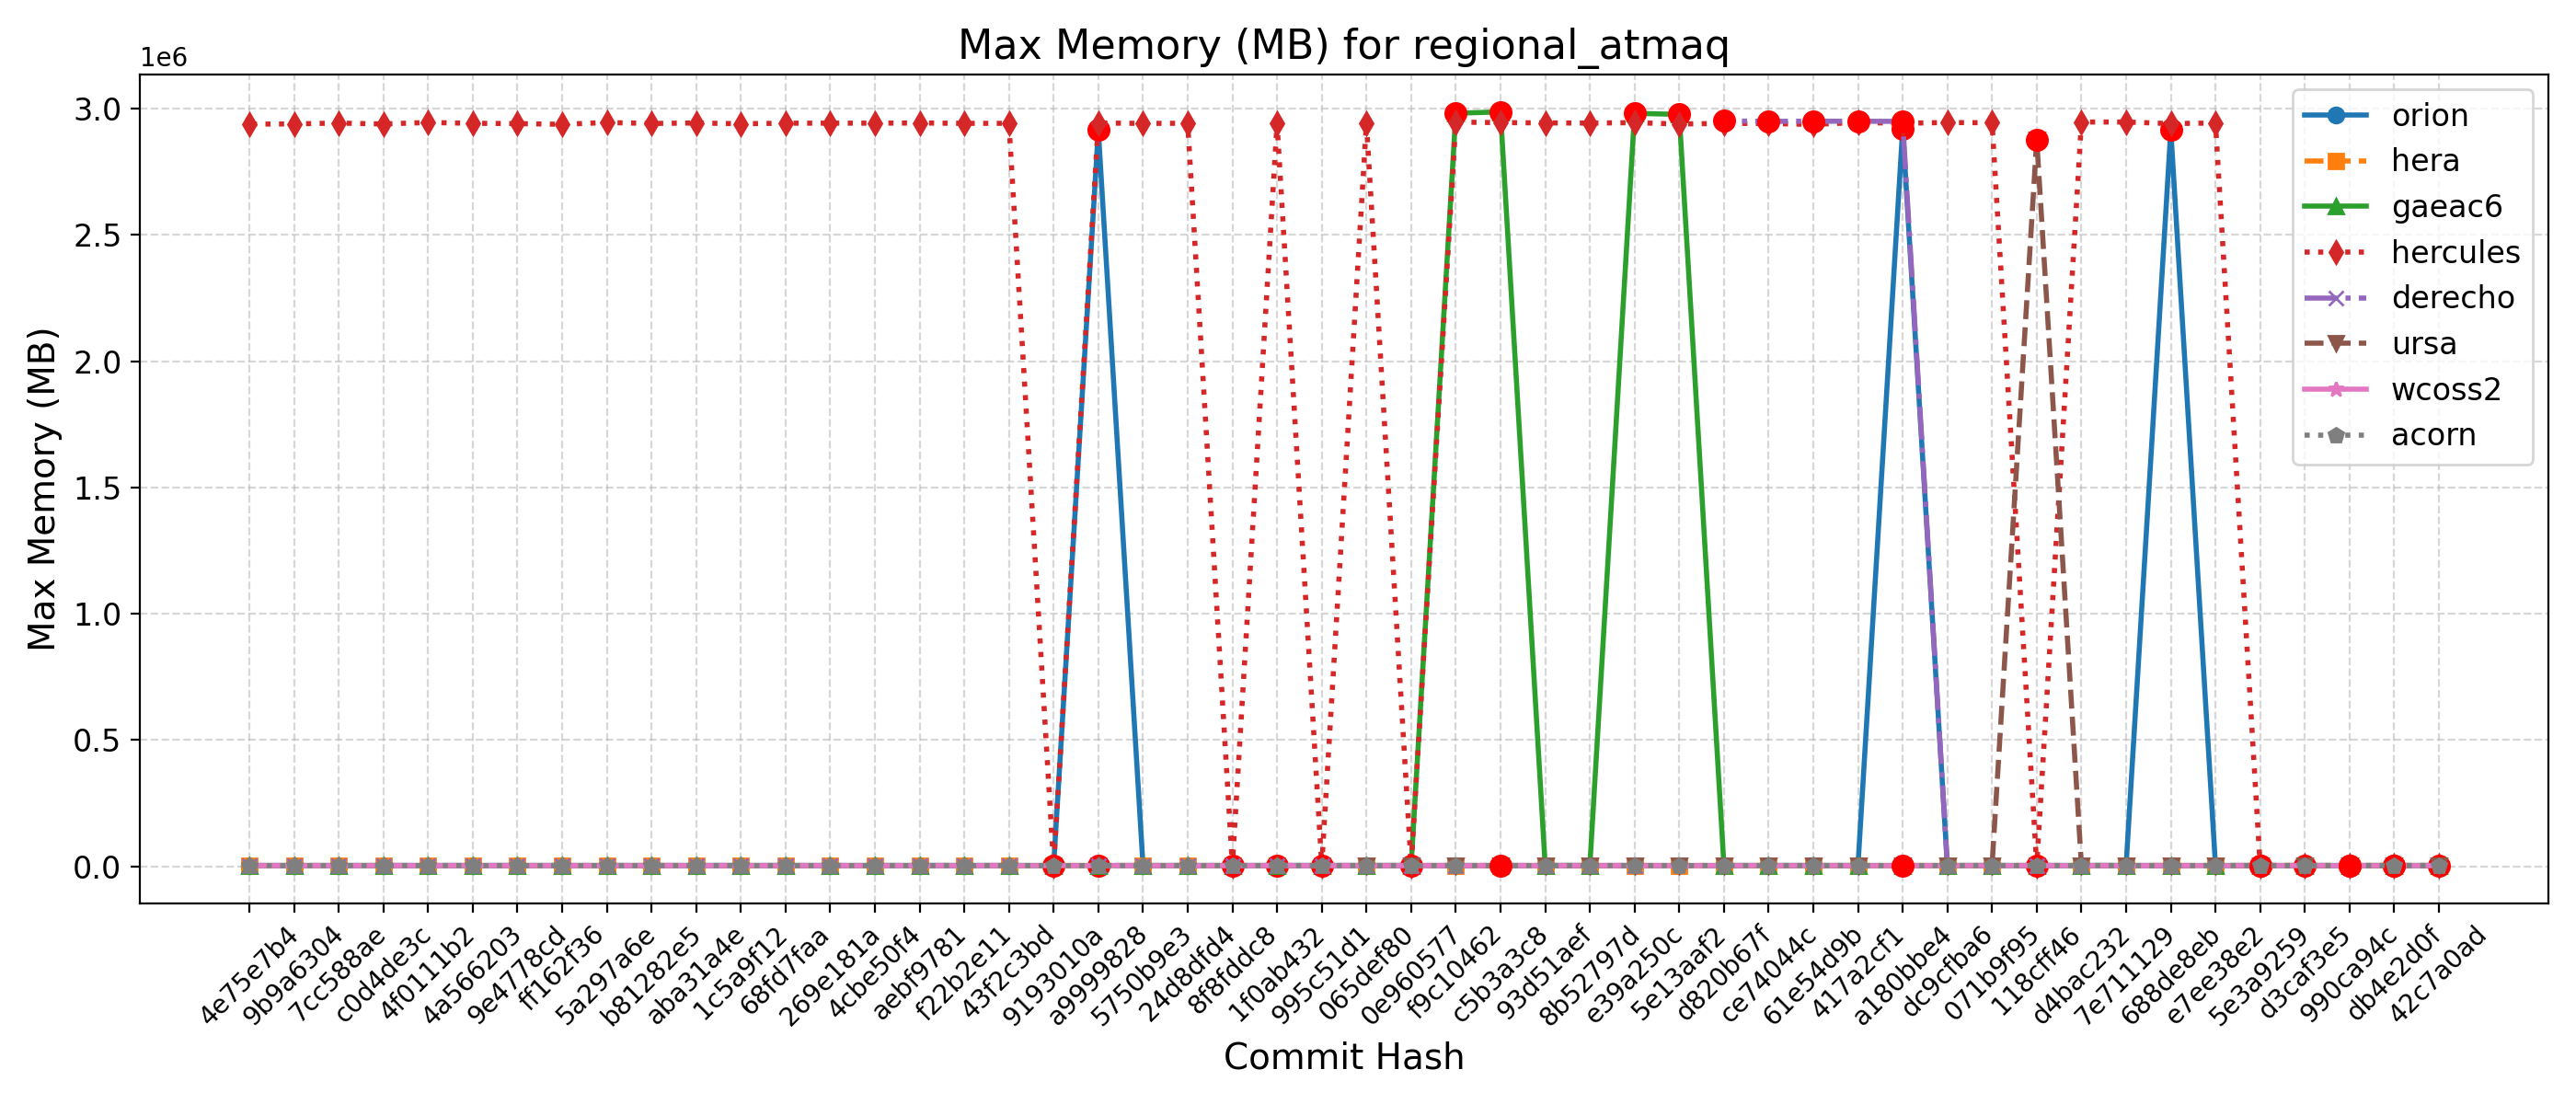 Max Memory (MB) for regional_atmaq
1e6
3.0
2.5
2.0
1.5
1.0
0.5
0.0
Max Memory (MB)
orion
hera
gaeac6
hercules
derecho
ursa
wcoss2
acorn
4e75e7b4
9b9a6304
7cc588ae
c0d4de3c
4f0111b2
4a566203
9e4778cd
ff162f36
5a297a6e
b81282e5
aba31a4e
1c5a9f12
68fd7faa
269e181a
4cbe50f4
aebf9781
f22b2e11
43f2c3bd
9193010a
a9999828
5750b9e3
24d8dfd4
8f8fddc8
1f0ab432
995c51d1
065def80
0e960577
f9c10462
c5b3a3c8
93d51aef
8b52797d
e39a250c
5e13aaf2
d820b67f
ce74044c
61e54d9b
417a2cf1
a180bbe4
dc9cfba6
071b9f95
118cff46
d4bac232
7e711129
688de8eb
e7ee38e2
5e3a9259
d3caf3e5
990ca94c
db4e2d0f
42c7a0ad
Commit Hash